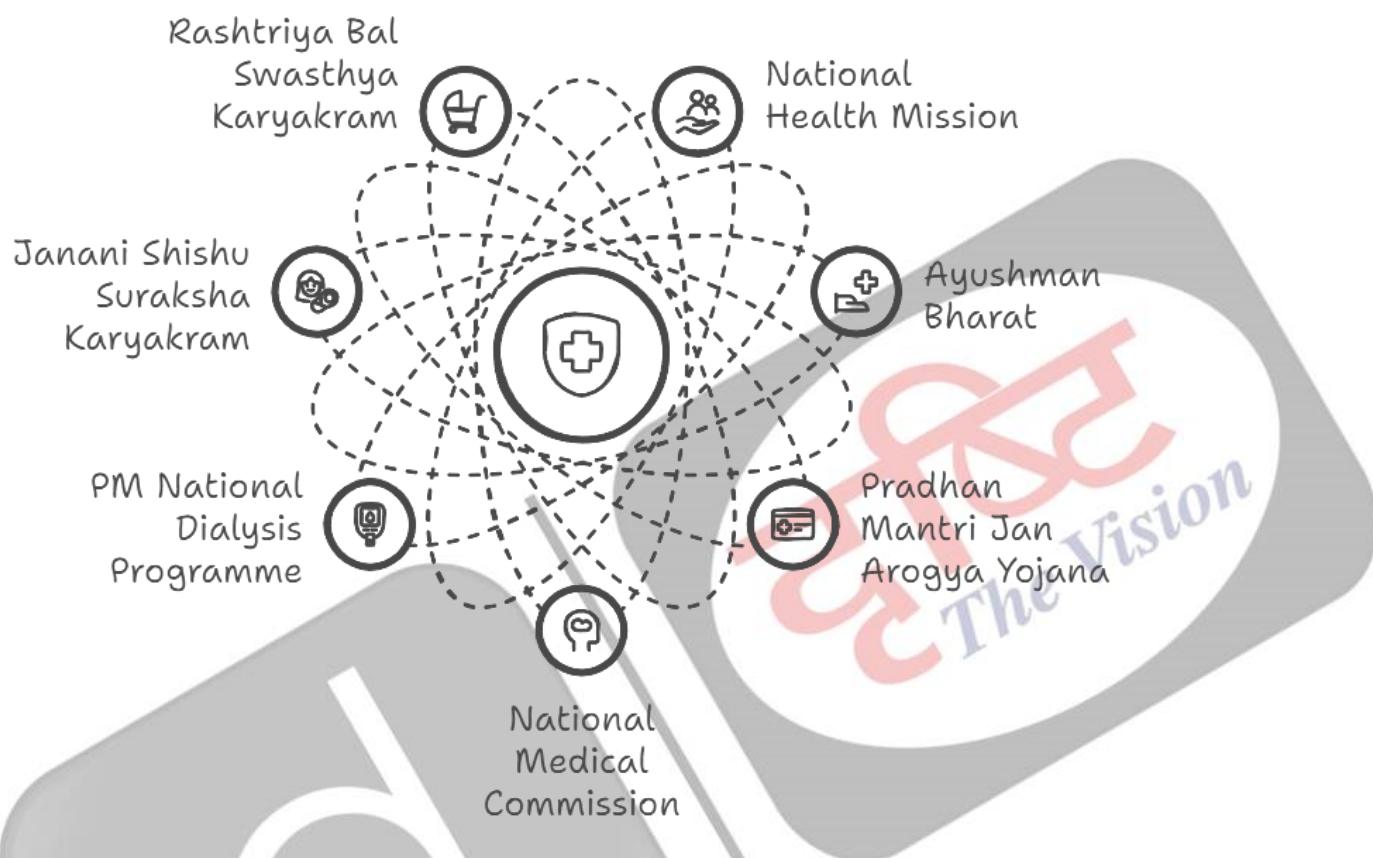 Rashtriya Bal
Swasthya
Karyakram
National
Health Mission
Janani Shishu
Suraksha
Karyakram
Ayushman
Bharat
PM National
Dialysis
Programme
Pradhan
Mantri Jan
Arogya Yojana
National
Medical
Commission
दृष्टि
The Vision
d